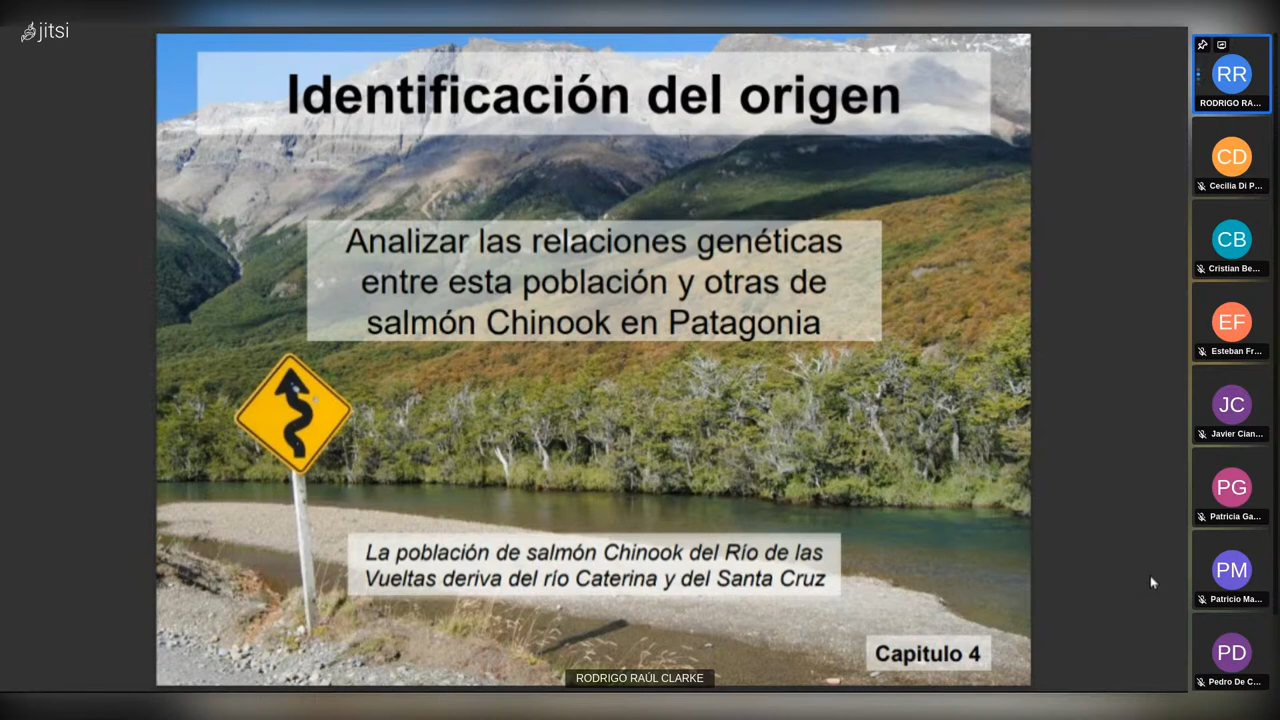 jitsi
Identificación del origen
Analizar las relaciones genéticas
entre esta población y otras de
salmón Chinook en Patagonia
La población de salmón Chinook del Río de las
Vueltas deriva del río Caterina y del Santa Cruz
Capitulo 4
RODRIGO RAÚL CLARKE
RR
RODRIGO RA...
CD
Cecilia Di P...
CB
Cristian Be...
EF
Esteban Fr...
JC
Javier Cian...
PG
Patricia Ga...
PM
Patricio Ma...
PD
Pedro De C...